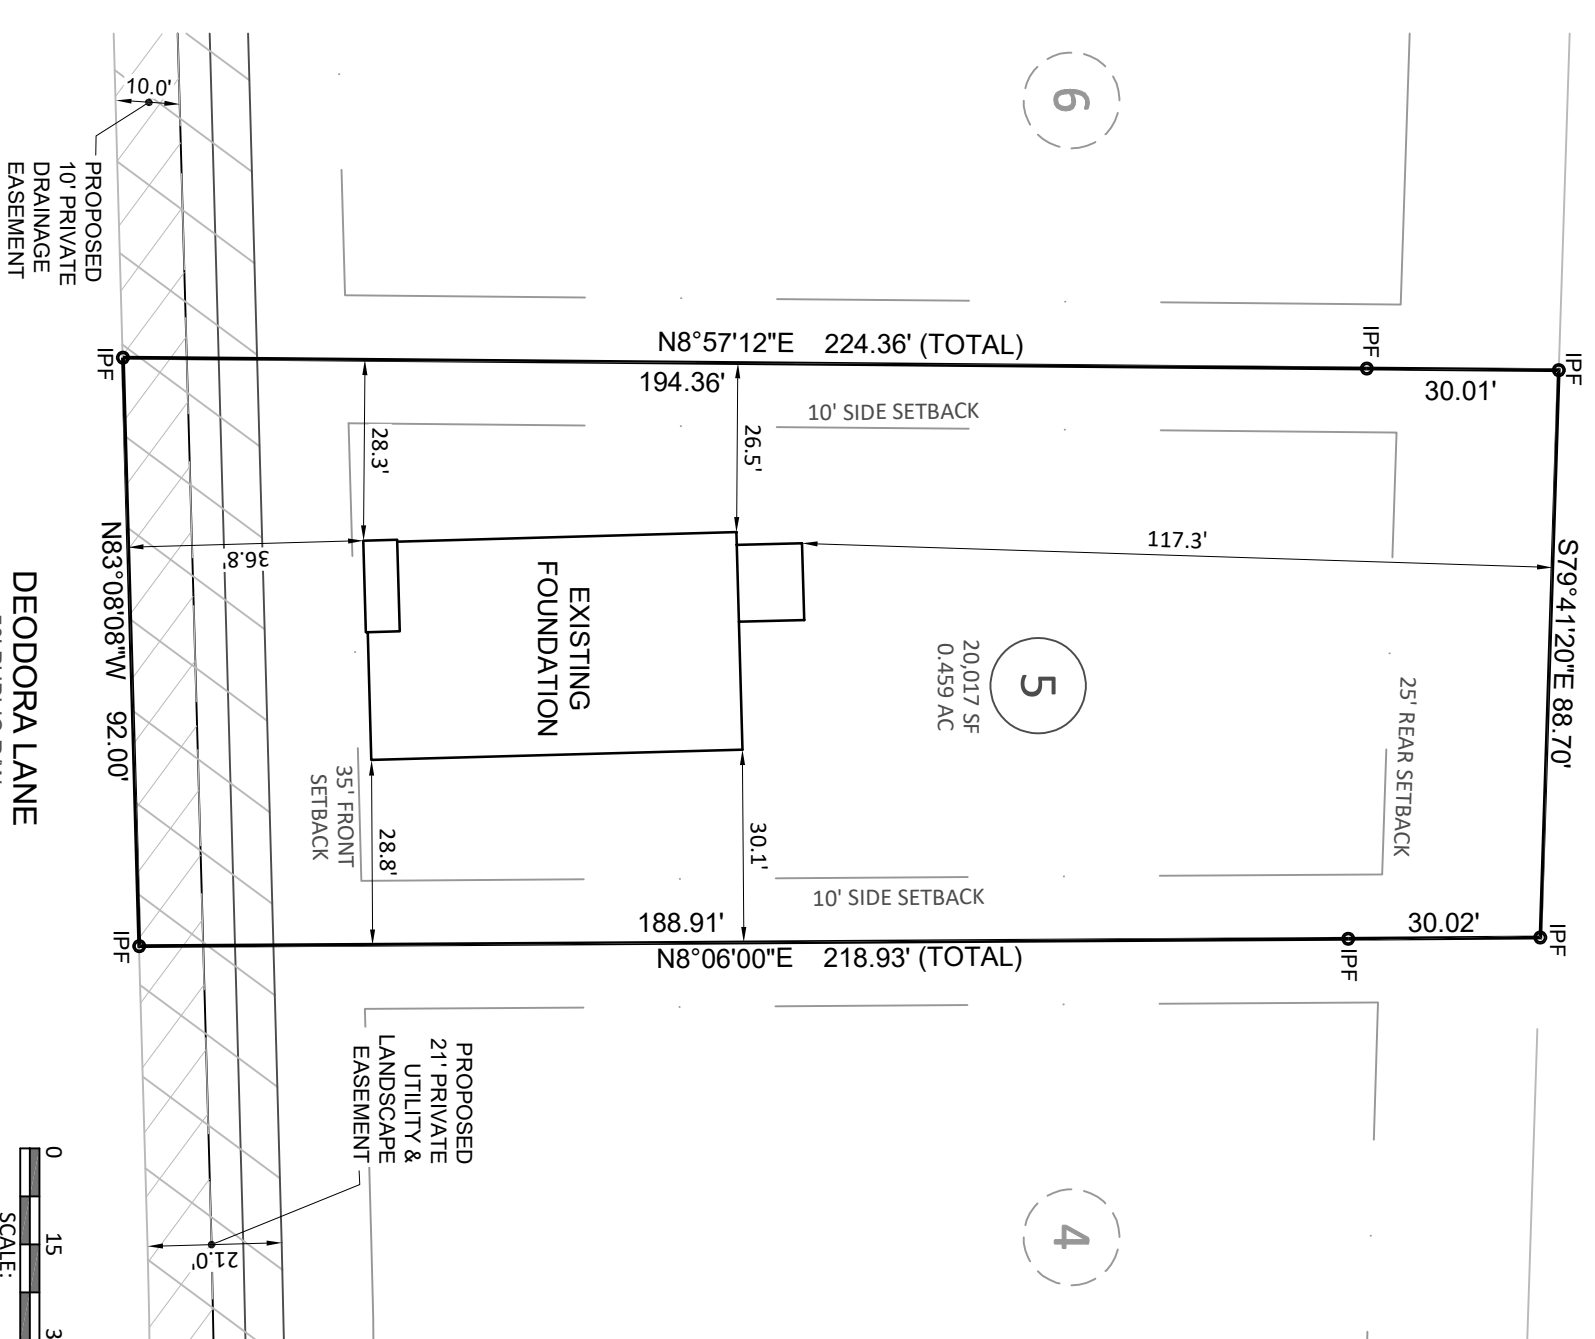 6
10.0'
PROPOSED
10' PRIVATE
DRAINAGE
EASEMENT
IPF
N8°57'12"E 224.36' (TOTAL)
194.36'
IPF
30.01'
IPF
10' SIDE SETBACK
28.3'
26.5'
36.8'
117.3'
S79°41'20"E 88.70'
N83°08'08"W 92.00'
DEODORA LANE
EXISTING
FOUNDATION
5
20,017 SF
0.459 AC
25' REAR SETBACK
35' FRONT
SETBACK
28.8'
30.1'
10' SIDE SETBACK
188.91'
N8°06'00"E 218.93' (TOTAL)
30.02'
IPF
IPF
IPF
PROPOSED
21' PRIVATE
UTILITY &
LANDSCAPE
EASEMENT
21.0'
4
0 15
SCALE: